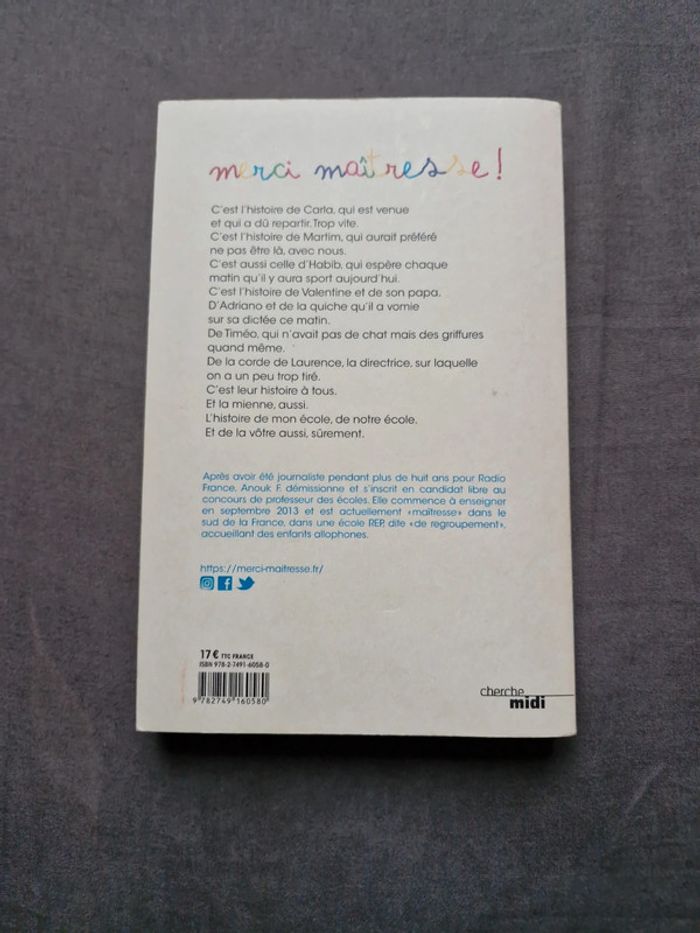 merci maîtresse !
C'est l'histoire de Carla, qui est venue
et qui a dû repartir. Trop vite.
C'est l'histoire de Martim, qui aurait préféré
ne pas être là, avec nous.
C'est aussi celle d'Habib, qui espère chaque
matin qu'il y aura sport aujourd'hui.
C'est l'histoire de Valentine et de son papa.
D'Adriano et de la quiche qu'il a vomie
sur sa dictée ce matin.
De Timéo, qui n'avait pas de chat mais des griffures
quand même.
De la corde de Laurence, la directrice, sur laquelle
on a un peu trop tiré.
C'est leur histoire à tous.
Et la mienne, aussi.
L'histoire de mon école, de notre école.
Et de la vôtre aussi, sûrement.
Après avoir été journaliste pendant plus de huit ans pour Radio
France, Anouk F. démissionne et s'inscrit en candidat libre au
concours de professeur des écoles. Elle commence à enseigner
en septembre 2013 et est actuellement «maîtresse» dans le
sud de la France, dans une école REP, dite «de regroupement»,
accueillant des enfants allophones.
https://merci-maitresse.fr/
17 € TTC FRANCE
ISBN 978-2-7491-6058-0
9 782749 160580
cherche
midi